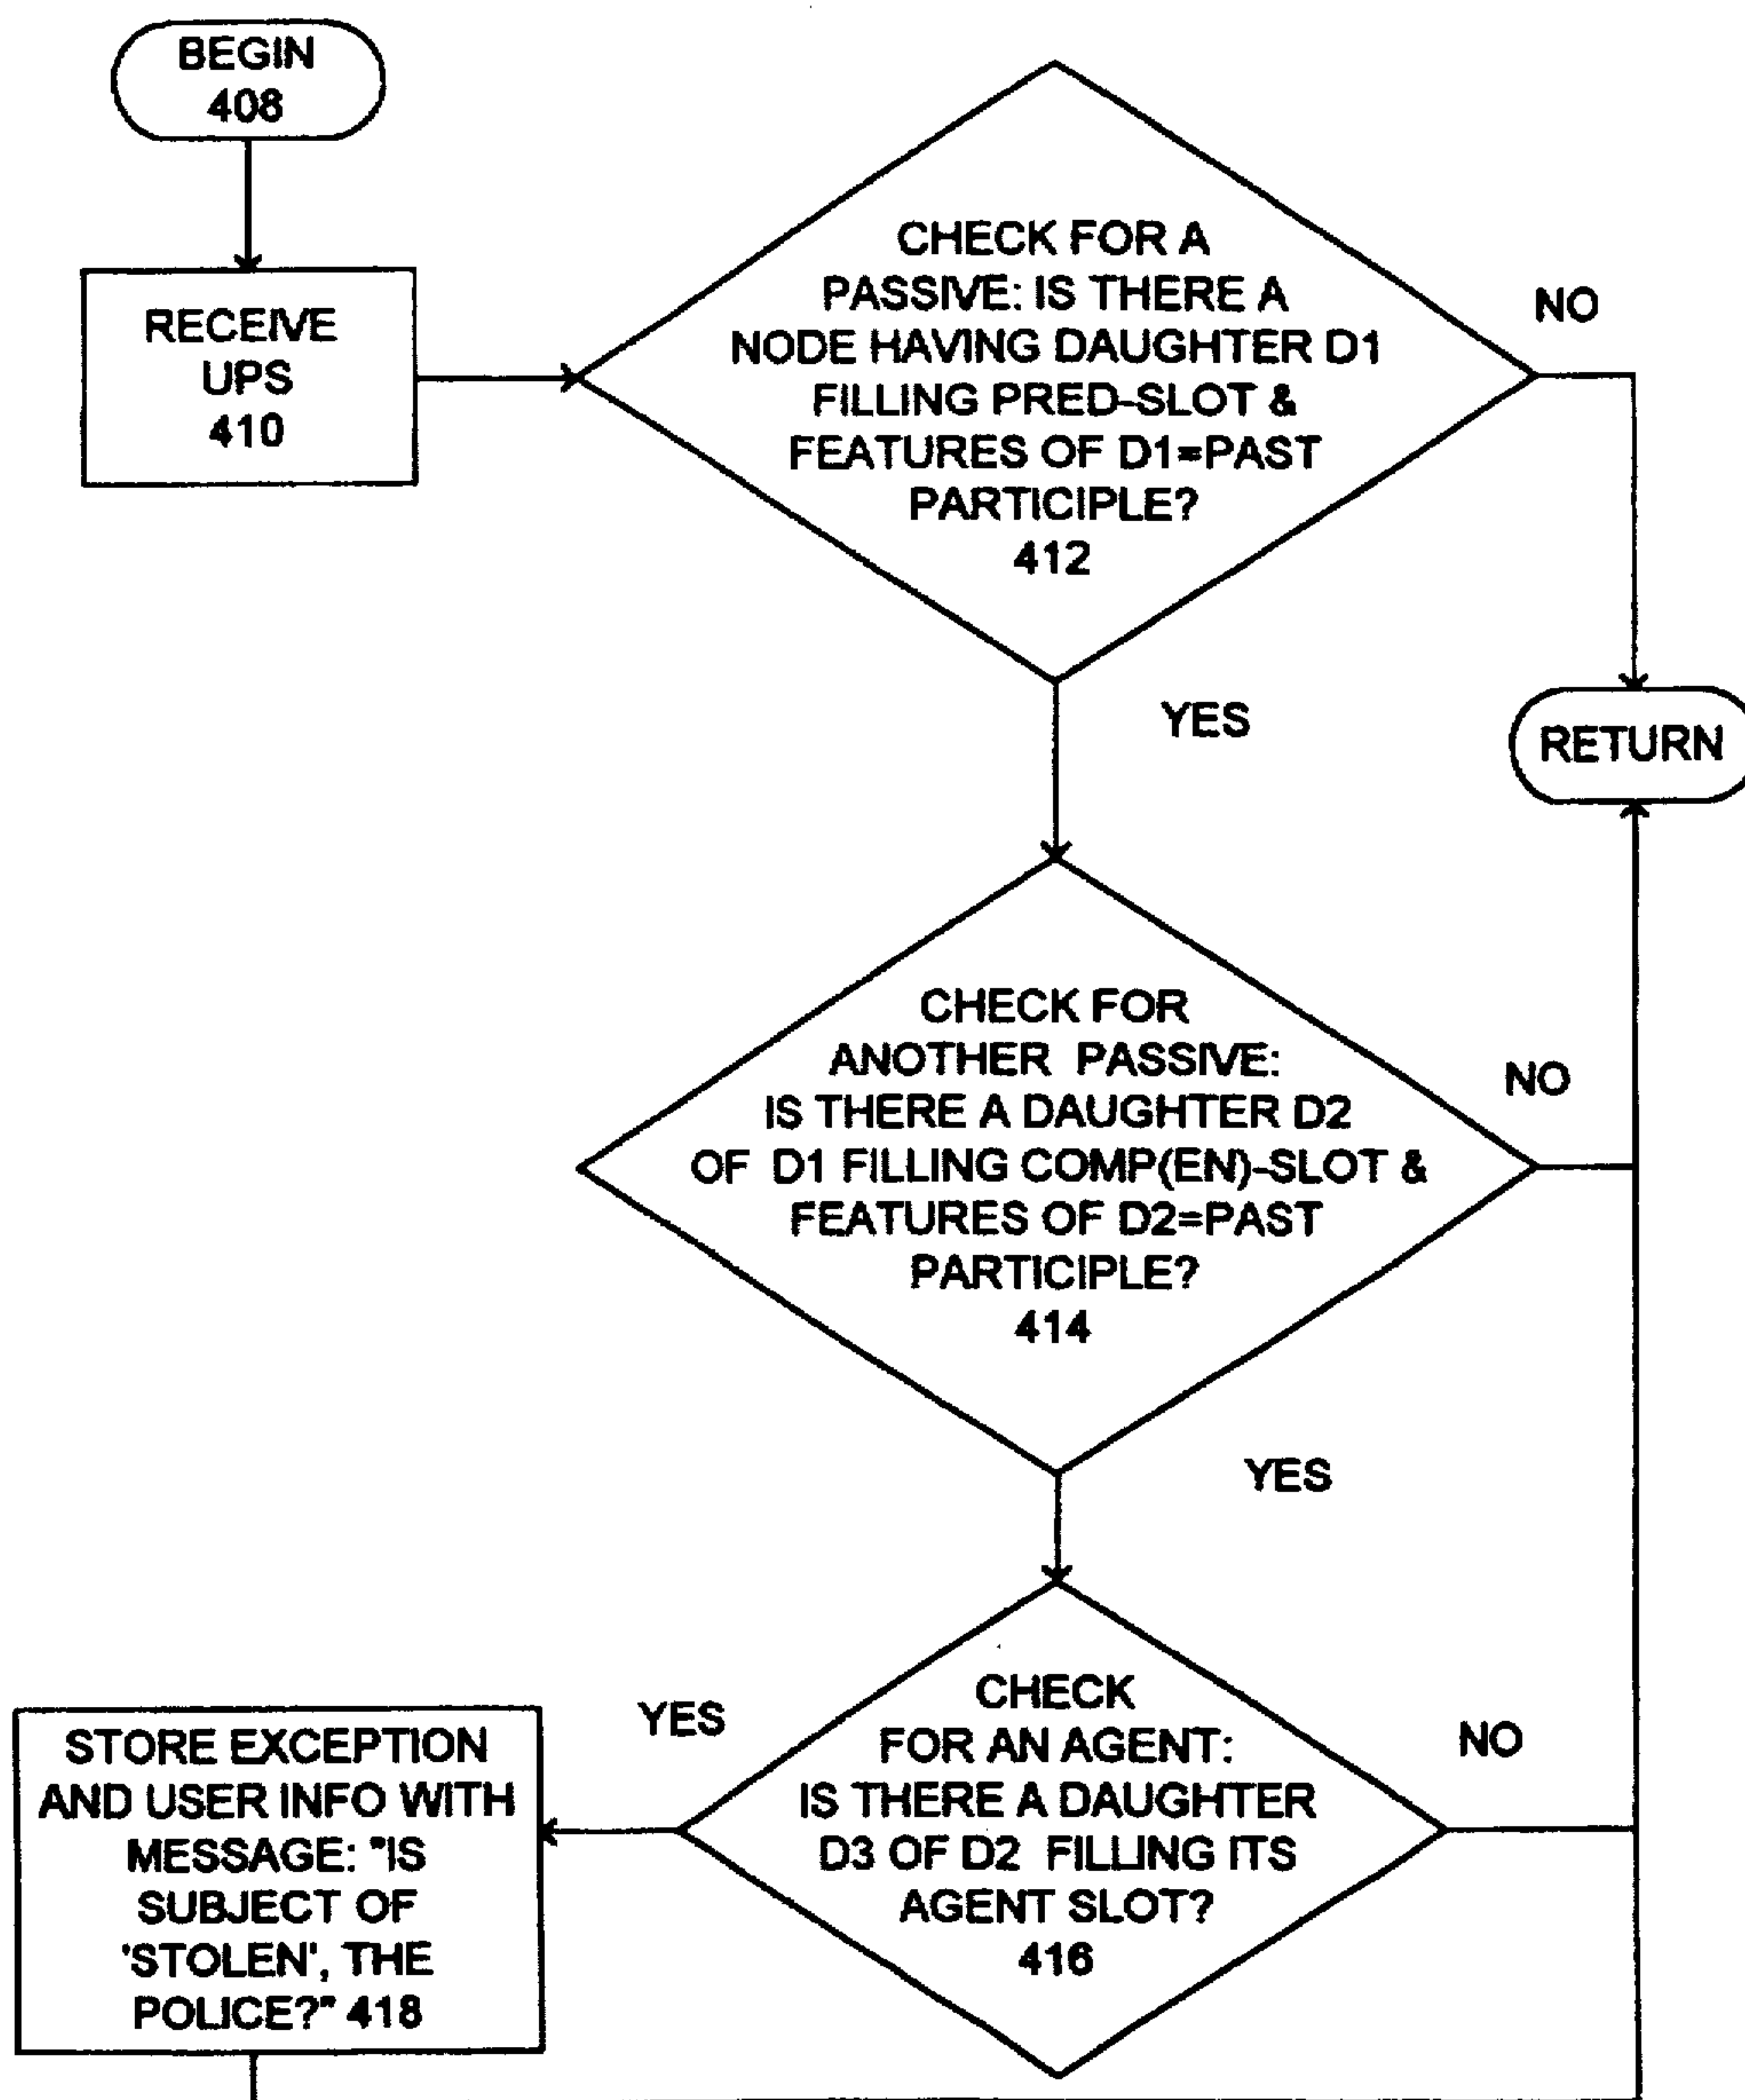 BEGIN
408
RECEIVE
UPS
410
CHECK FOR A
PASSIVE: IS THERE A
NODE HAVING DAUGHTER D1
FILLING PRED-SLOT &
FEATURES OF D1=PAST
PARTICIPLE?
412
NO
YES
RETURN
CHECK FOR
ANOTHER PASSIVE:
IS THERE A DAUGHTER D2
OF D1 FILLING COMP(EN)-SLOT &
FEATURES OF D2=PAST
PARTICIPLE?
414
NO
YES
CHECK
FOR AN AGENT:
IS THERE A DAUGHTER
D3 OF D2 FILLING ITS
AGENT SLOT?
416
YES
NO
STORE EXCEPTION
AND USER INFO WITH
MESSAGE: "IS
SUBJECT OF
'STOLEN', THE
POLICE?" 418